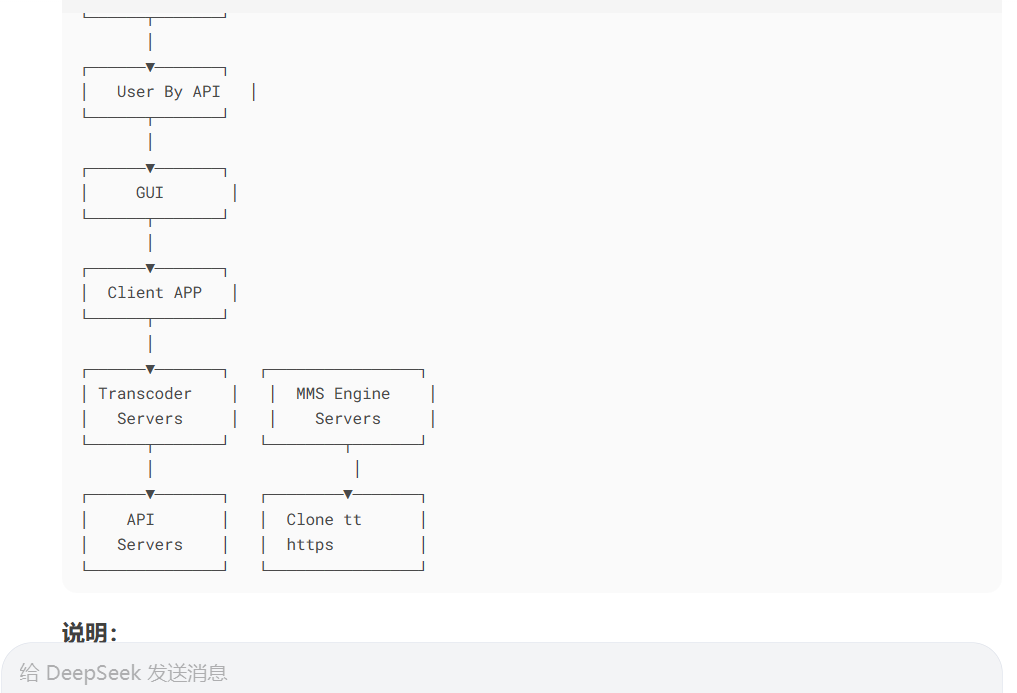 User By API
GUI
Client APP
Transcoder
Servers
MMS Engine
Servers
API
Servers
Clone tt
https
说明：
给 DeepSeek 发送消息